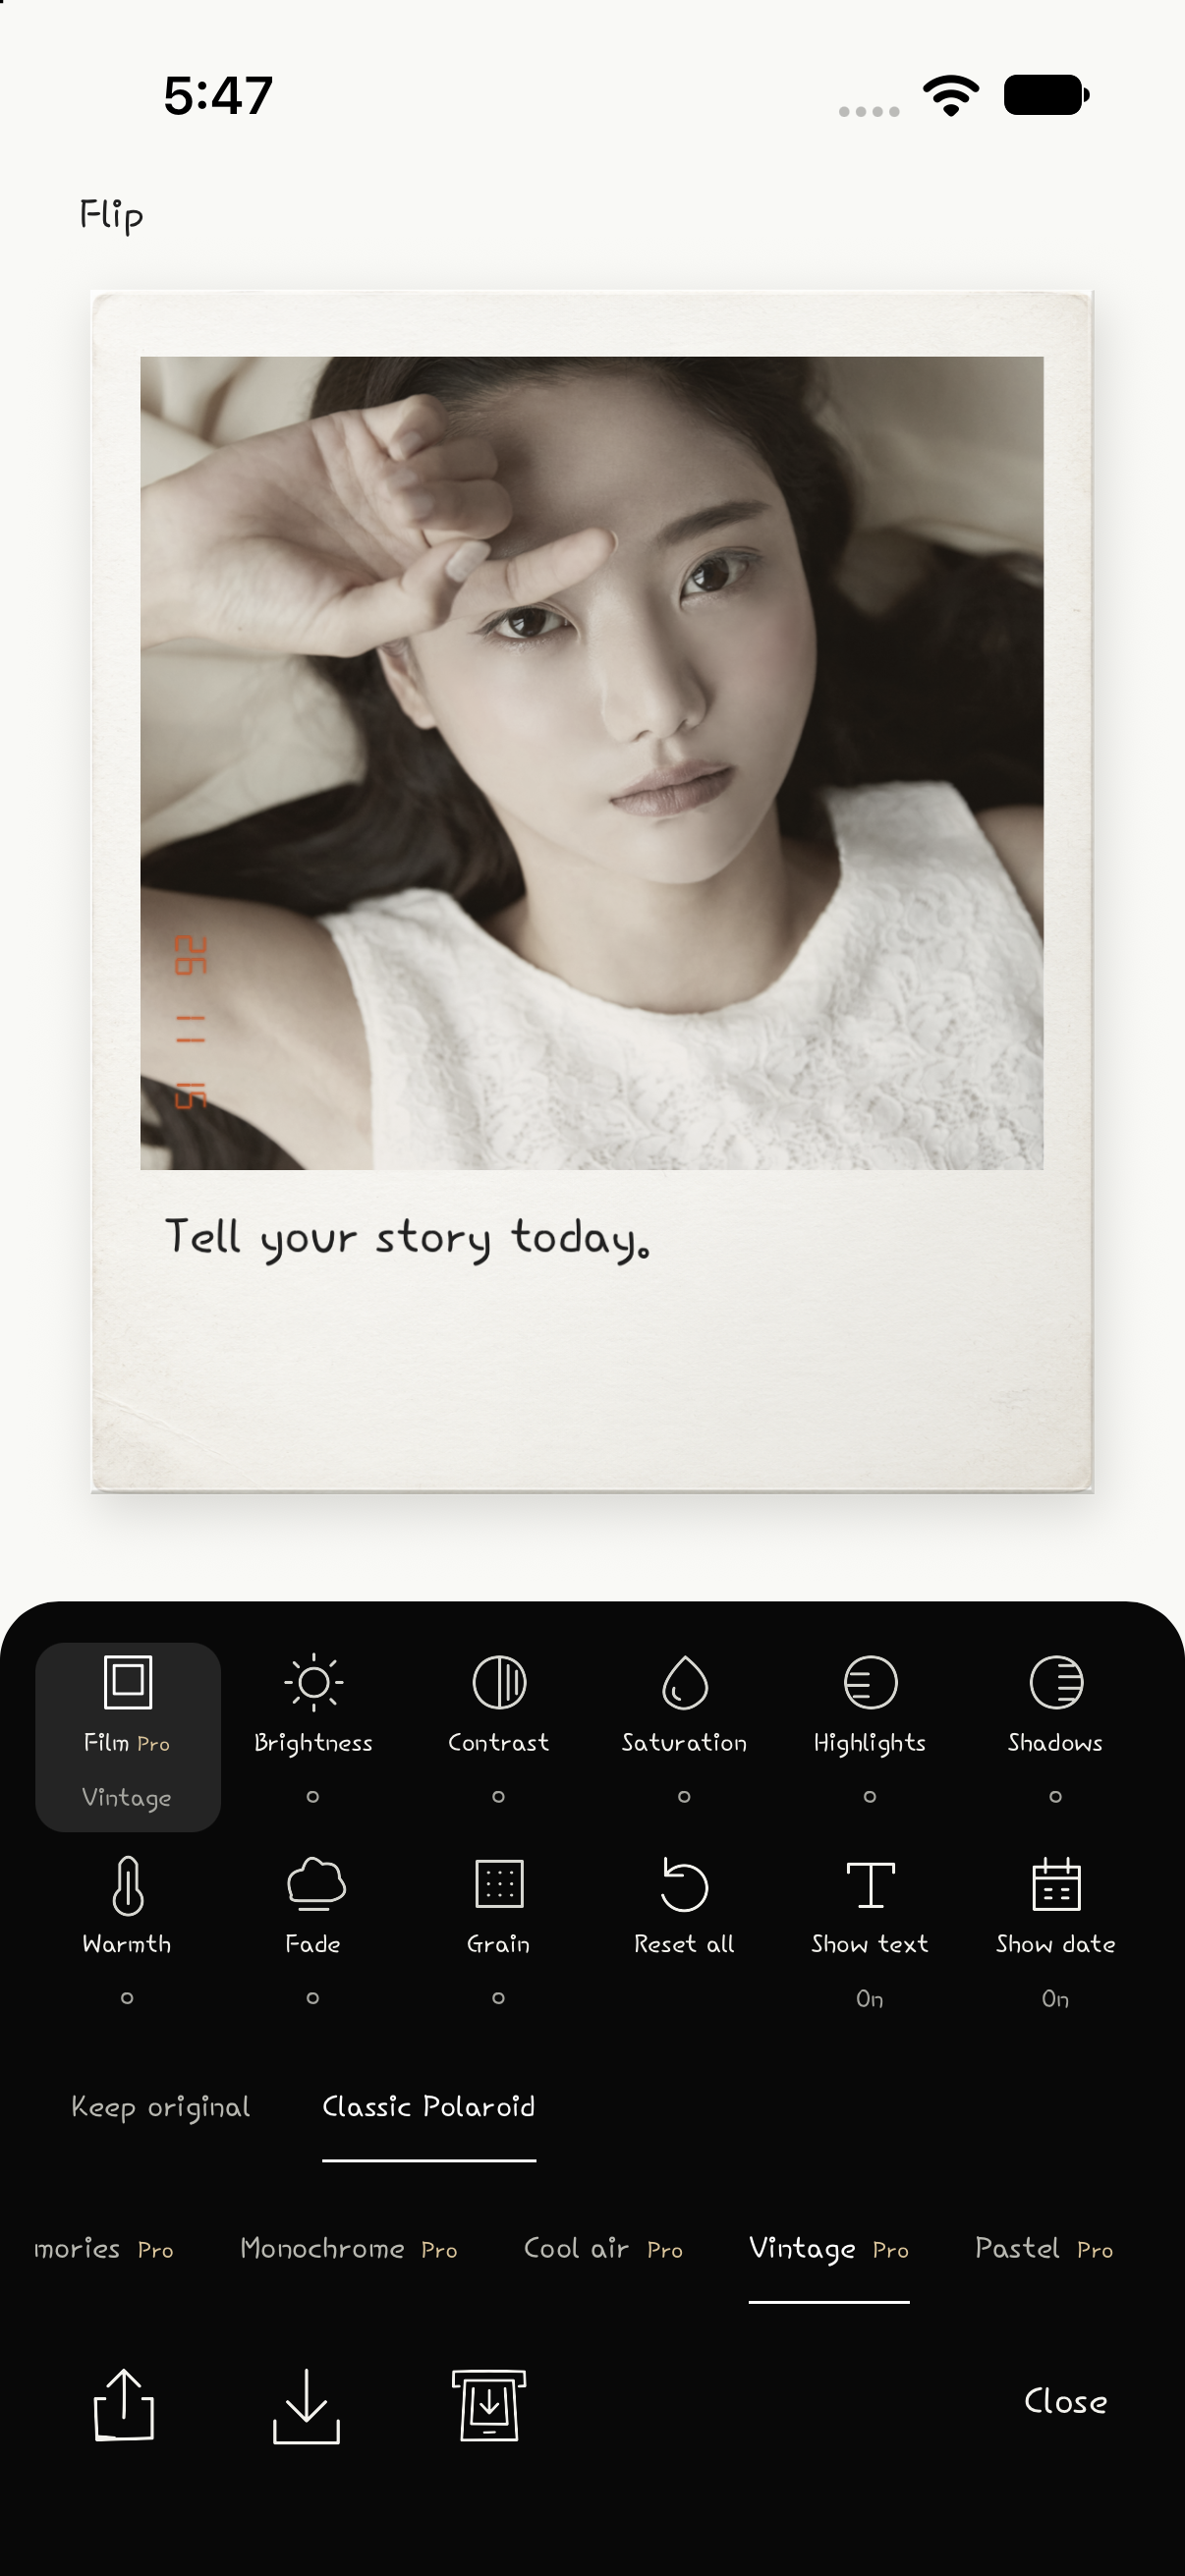 5:47
Flip
26 11 15
Tell your story today。
Film Pro
Vintage
Brightness
0
Contrast
0
Saturation
0
Highlights
0
Shadows
0
Warmth
0
Fade
0
Grain
0
Reset all
Show text
On
Show date
On
Keep original
Classic Polaroid
mories Pro
Monochrome Pro
Cool air Pro
Vintage Pro
Pastel Pro
Close